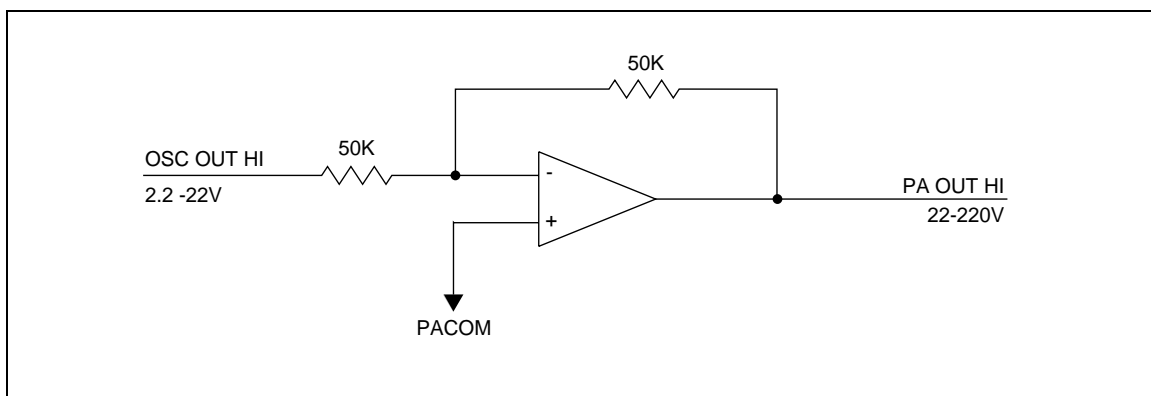 50K
OSC OUT HI
50K
2.2 -22V
-
+
PA OUT HI
22-220V
PACOM